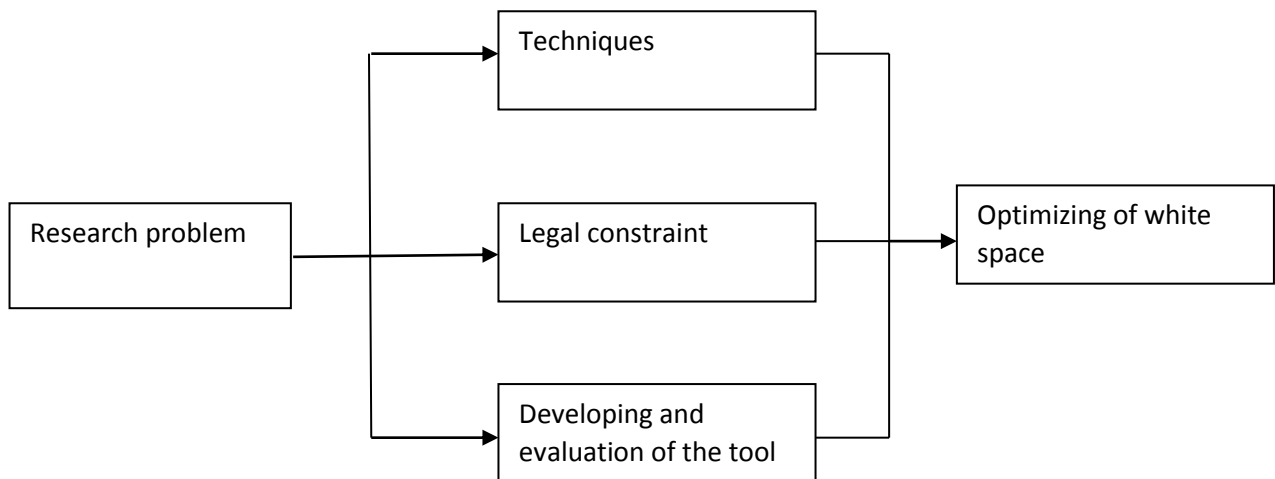 Techniques
Research problem
Legal constraint
Optimizing of white
space
Developing and
evaluation of the tool